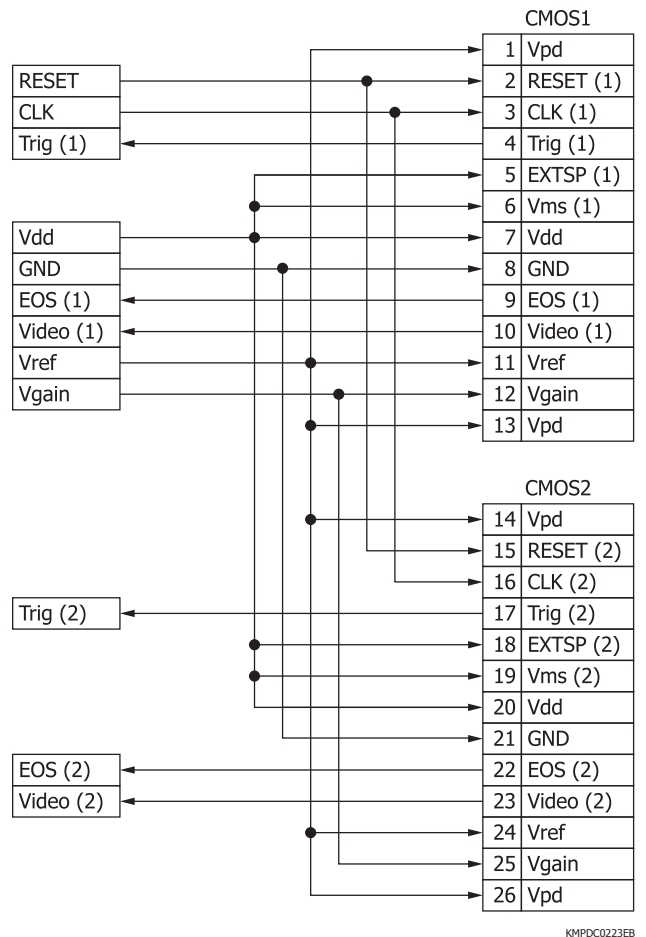 CMOS1
1 Vpd
RESET 2 RESET (1)
CLK 3 CLK (1)
Trig (1) 4 Trig (1)
5 EXTSP (1)
6 Vms (1)
Vdd 7 Vdd
GND 8 GND
EOS (1) 9 EOS (1)
Video (1) 10 Video (1)
Vref 11 Vref
Vgain 12 Vgain
13 Vpd
CMOS2
14 Vpd
15 RESET (2)
16 CLK (2)
Trig (2) 17 Trig (2)
18 EXTSP (2)
19 Vms (2)
20 Vdd
21 GND
EOS (2) 22 EOS (2)
Video (2) 23 Video (2)
24 Vref
25 Vgain
26 Vpd
KMPDC0223EB